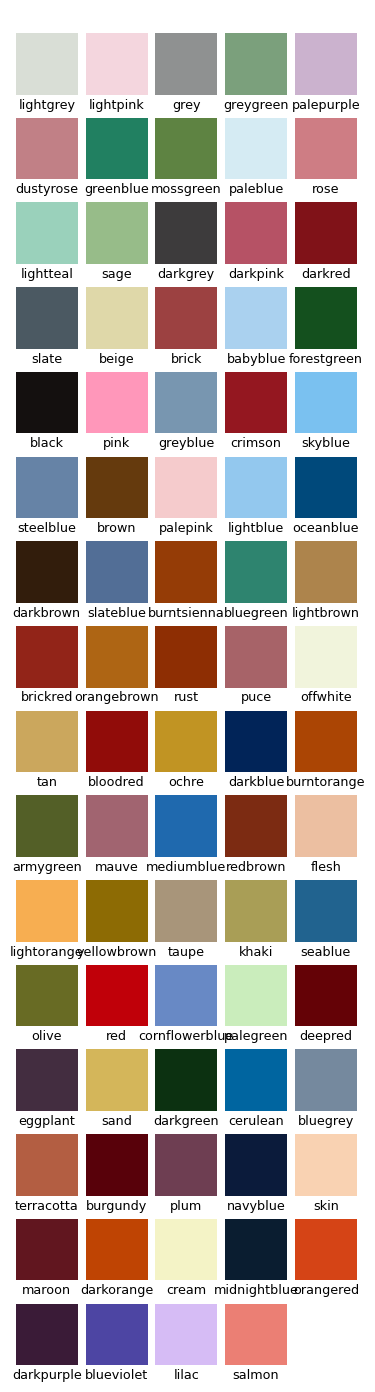 lightgrey lightpink grey greygreen palepurple
dustyrose greenblue mossgreen paleblue rose
lightteal sage darkgrey darkpink darkred
slate beige brick babyblue forestgreen
black pink greyblue crimson skyblue
steelblue brown palepink lightblue oceanblue
darkbrown slateblue burntsienna bluegreen lightbrown
brickred orangebrown rust puce offwhite
tan bloodred ochre darkblue burntorange
armygreen mauve mediumblue redbrown flesh
lightorange yellowbrown taupe khaki seablue
olive red cornflowerblue palegreen deepred
eggplant sand darkgreen cerulean bluegrey
terracotta burgundy plum navyblue skin
maroon darkorange cream midnightblue orangered
darkpurple blueviolet lilac salmon